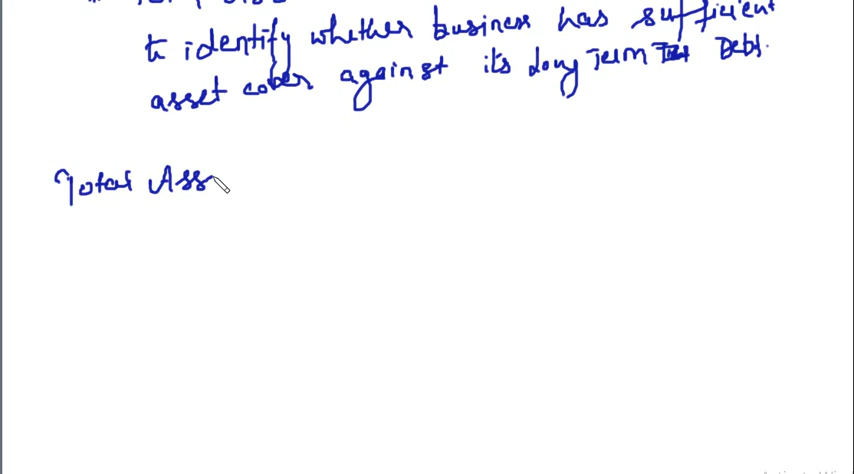 to identify whether business has sufficient
asset cover against its long Term Debt.
Total Ass